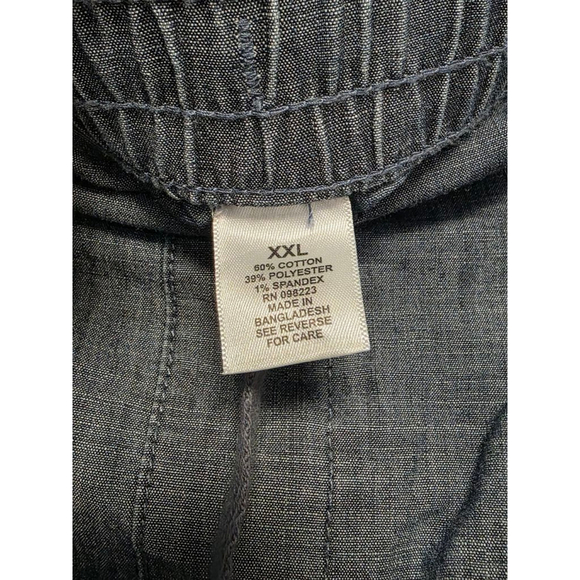 XXL
60% COTTON
39% POLYESTER
1% SPANDEX
RN 098223
MADE IN
BANGLADESH
SEE REVERSE
FOR CARE